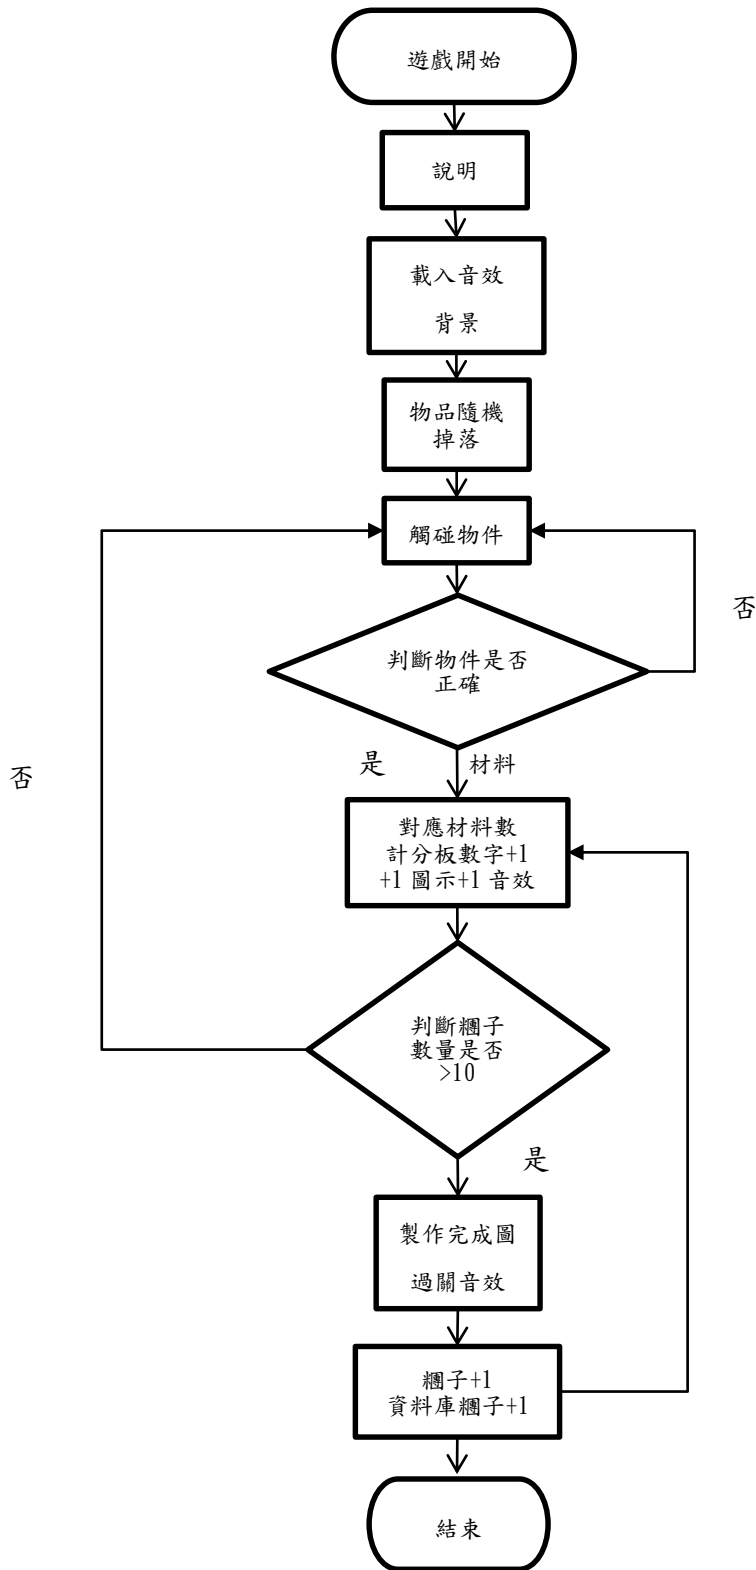 遊戲開始
說明
載入音效
背景
物品隨機
掉落
觸碰物件
否
判斷物件是否
正確
是
材料
否
對應材料數
計分板數字+1
+1 圖示+1 音效
判斷糰子
數量是否
>10
是
製作完成圖
過關音效
糰子+1
資料庫糰子+1
結束